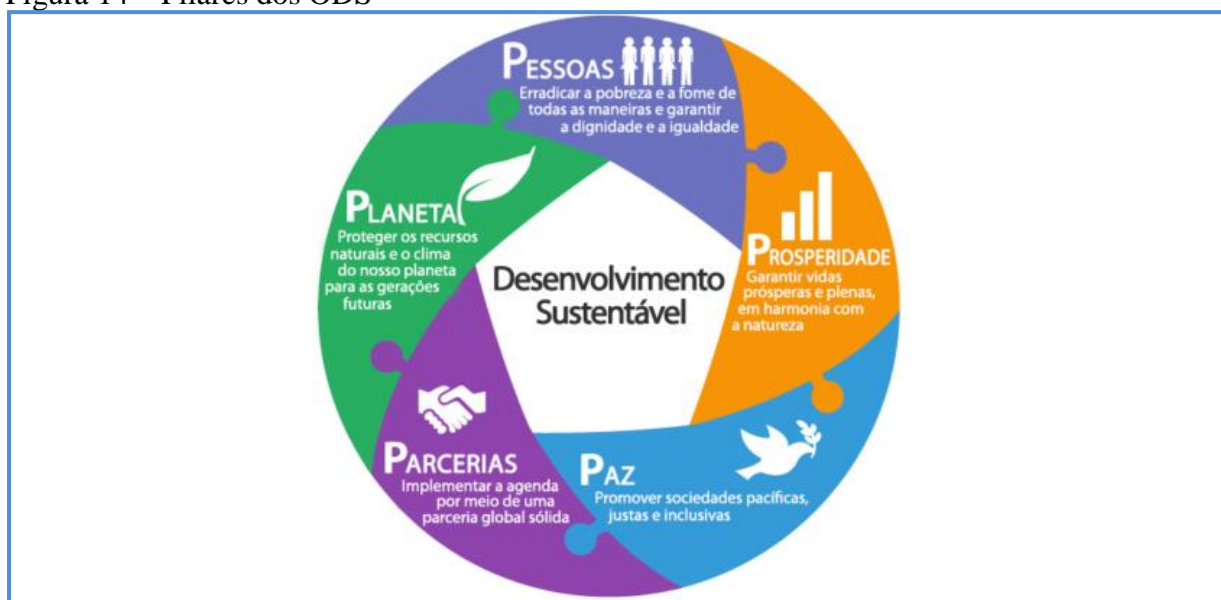 Figura 14 – Pilares dos ODS
PESSOAS
Erradicar a pobreza e a fome de
todas as maneiras e garantir
a dignidade e a igualdade
PLANETA
Proteger os recursos
naturais e o clima
do nosso planeta
para as gerações
futuras
Desenvolvimento
Sustentável
PROSPERIDADE
Garantir vidas
prósperas e plenas,
em harmonia com
a natureza
PARCERIAS
Implementar a agenda
por meio de uma
parceria global sólida
PAZ
Promover sociedades pacíficas,
justas e inclusivas